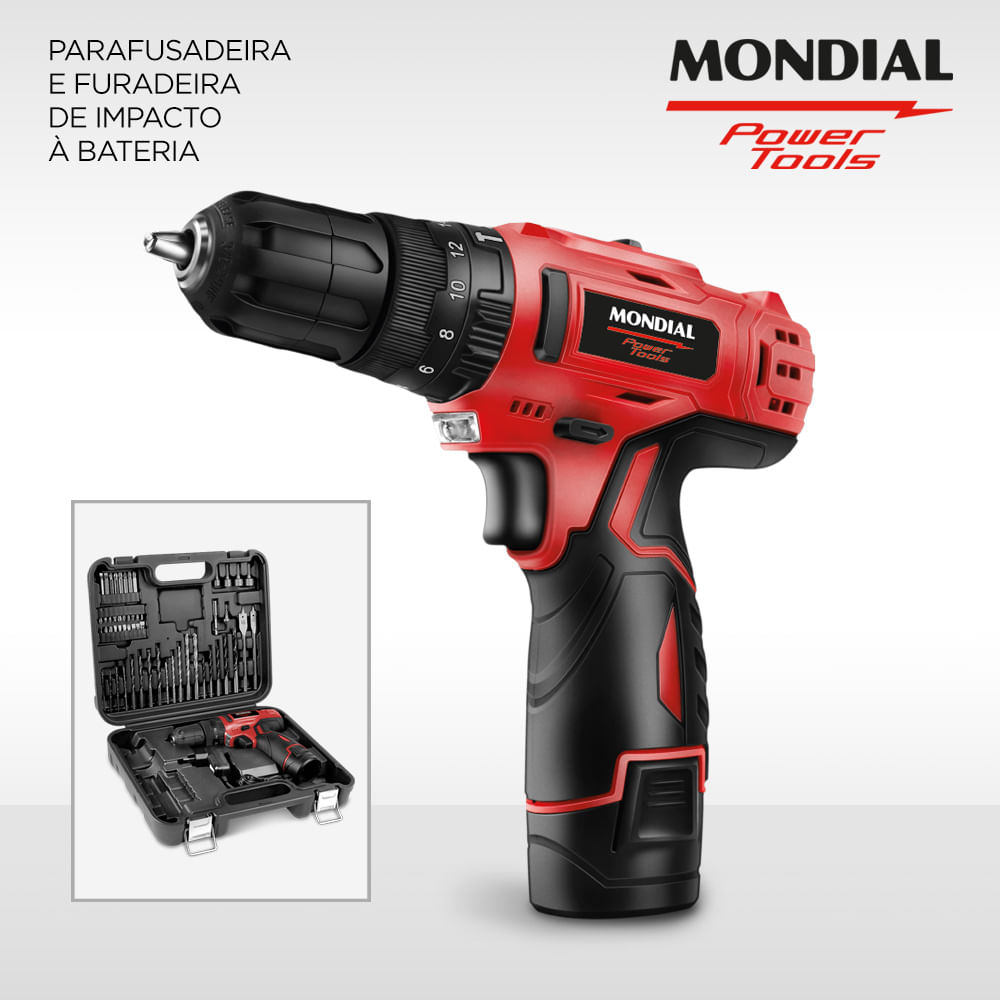 PARAFUSADEIRA
E FURADEIRA
DE IMPACTO
À BATERIA
MONDIAL
Power
Tools
12
10
8
6
MONDIAL
Power
Tools